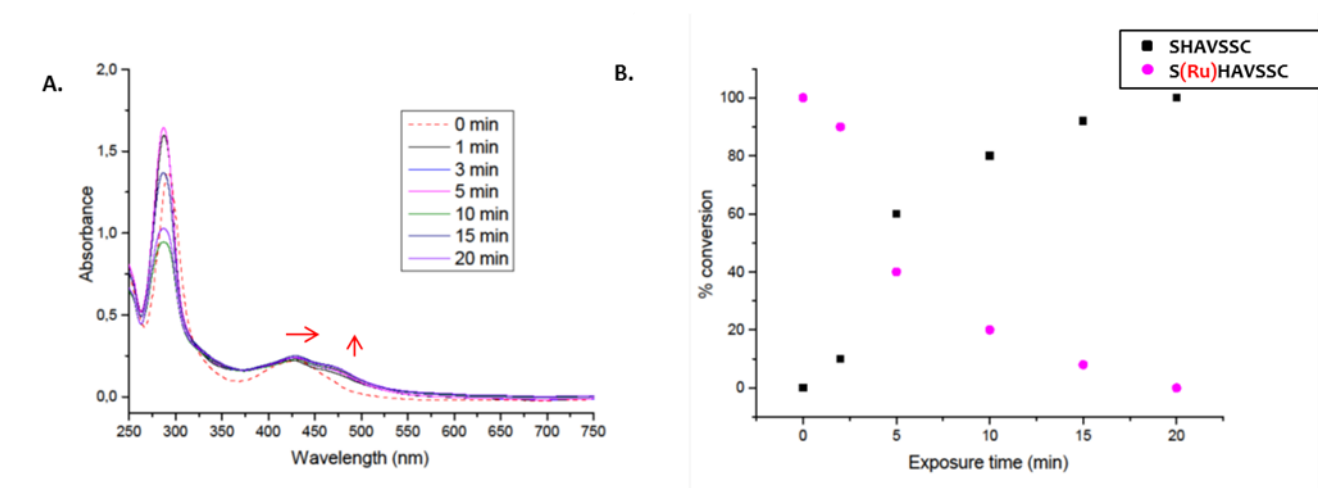 A.
2,0
1,5
1,0
0,5
0,0
Absorbance
250 300 350 400 450 500 550 600 650 700 750
Wavelength (nm)
0 min
1 min
3 min
5 min
10 min
15 min
20 min
B.
SHAVSSC
S(Ru)HAVSSC
100
80
60
40
20
0
% conversion
0 5 10 15 20
Exposure time (min)